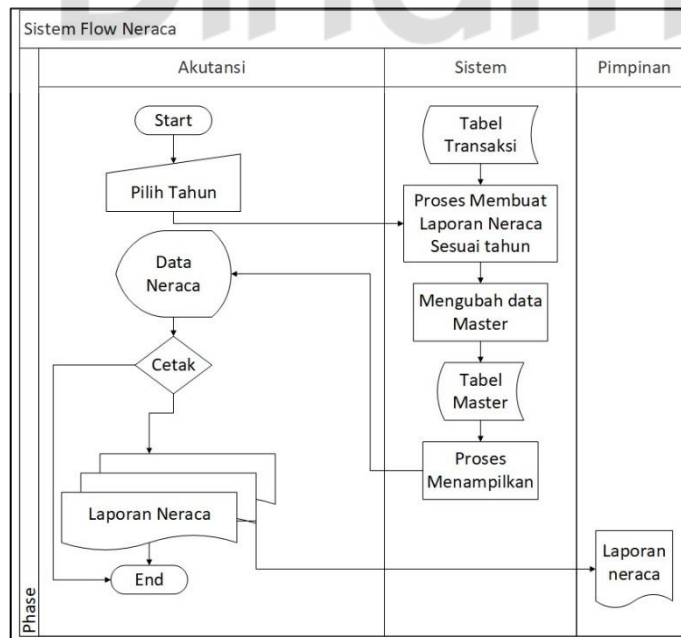 Sistem Flow Neraca
Akutansi
Sistem
Pimpinan
Start
Pilih Tahun
Data
Neraca
Cetak
Laporan Neraca
End
Tabel
Transaksi
Proses Membuat
Laporan Neraca
Sesuai tahun
Mengubah data
Master
Tabel
Master
Proses
Menampilkan
Laporan
neraca
Phase